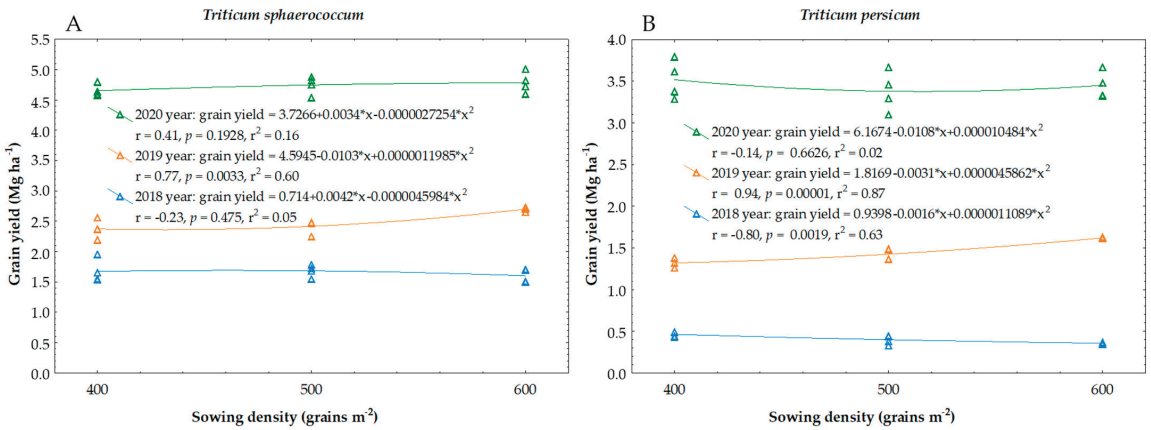 A
Triticum sphaerococcum
5.5
5.0
4.5
4.0
3.5
3.0
2.5
2.0
1.5
1.0
0.5
0.0
Grain yield (Mg ha⁻¹)
2020 year: grain yield = 3.7266+0.0034*x-0.0000027254*x²
r = 0.41, p = 0.1928, r² = 0.16
2019 year: grain yield = 4.5945-0.0103*x+0.0000011985*x²
r = 0.77, p = 0.0033, r² = 0.60
2018 year: grain yield = 0.714+0.0042*x-0.0000045984*x²
r = -0.23, p = 0.475, r² = 0.05
400 500 600
Sowing density (grains m⁻²)
B
Triticum persicum
4.0
3.5
3.0
2.5
2.0
1.5
1.0
0.5
0.0
Grain yield (Mg ha⁻¹)
2020 year: grain yield = 6.1674-0.0108*x+0.000010484*x²
r = -0.14, p = 0.6626, r² = 0.02
2019 year: grain yield = 1.8169-0.0031*x+0.0000045862*x²
r = 0.94, p = 0.00001, r² = 0.87
2018 year: grain yield = 0.9398-0.0016*x+0.0000011089*x²
r = -0.80, p = 0.0019, r² = 0.63
400 500 600
Sowing density (grains m⁻²)